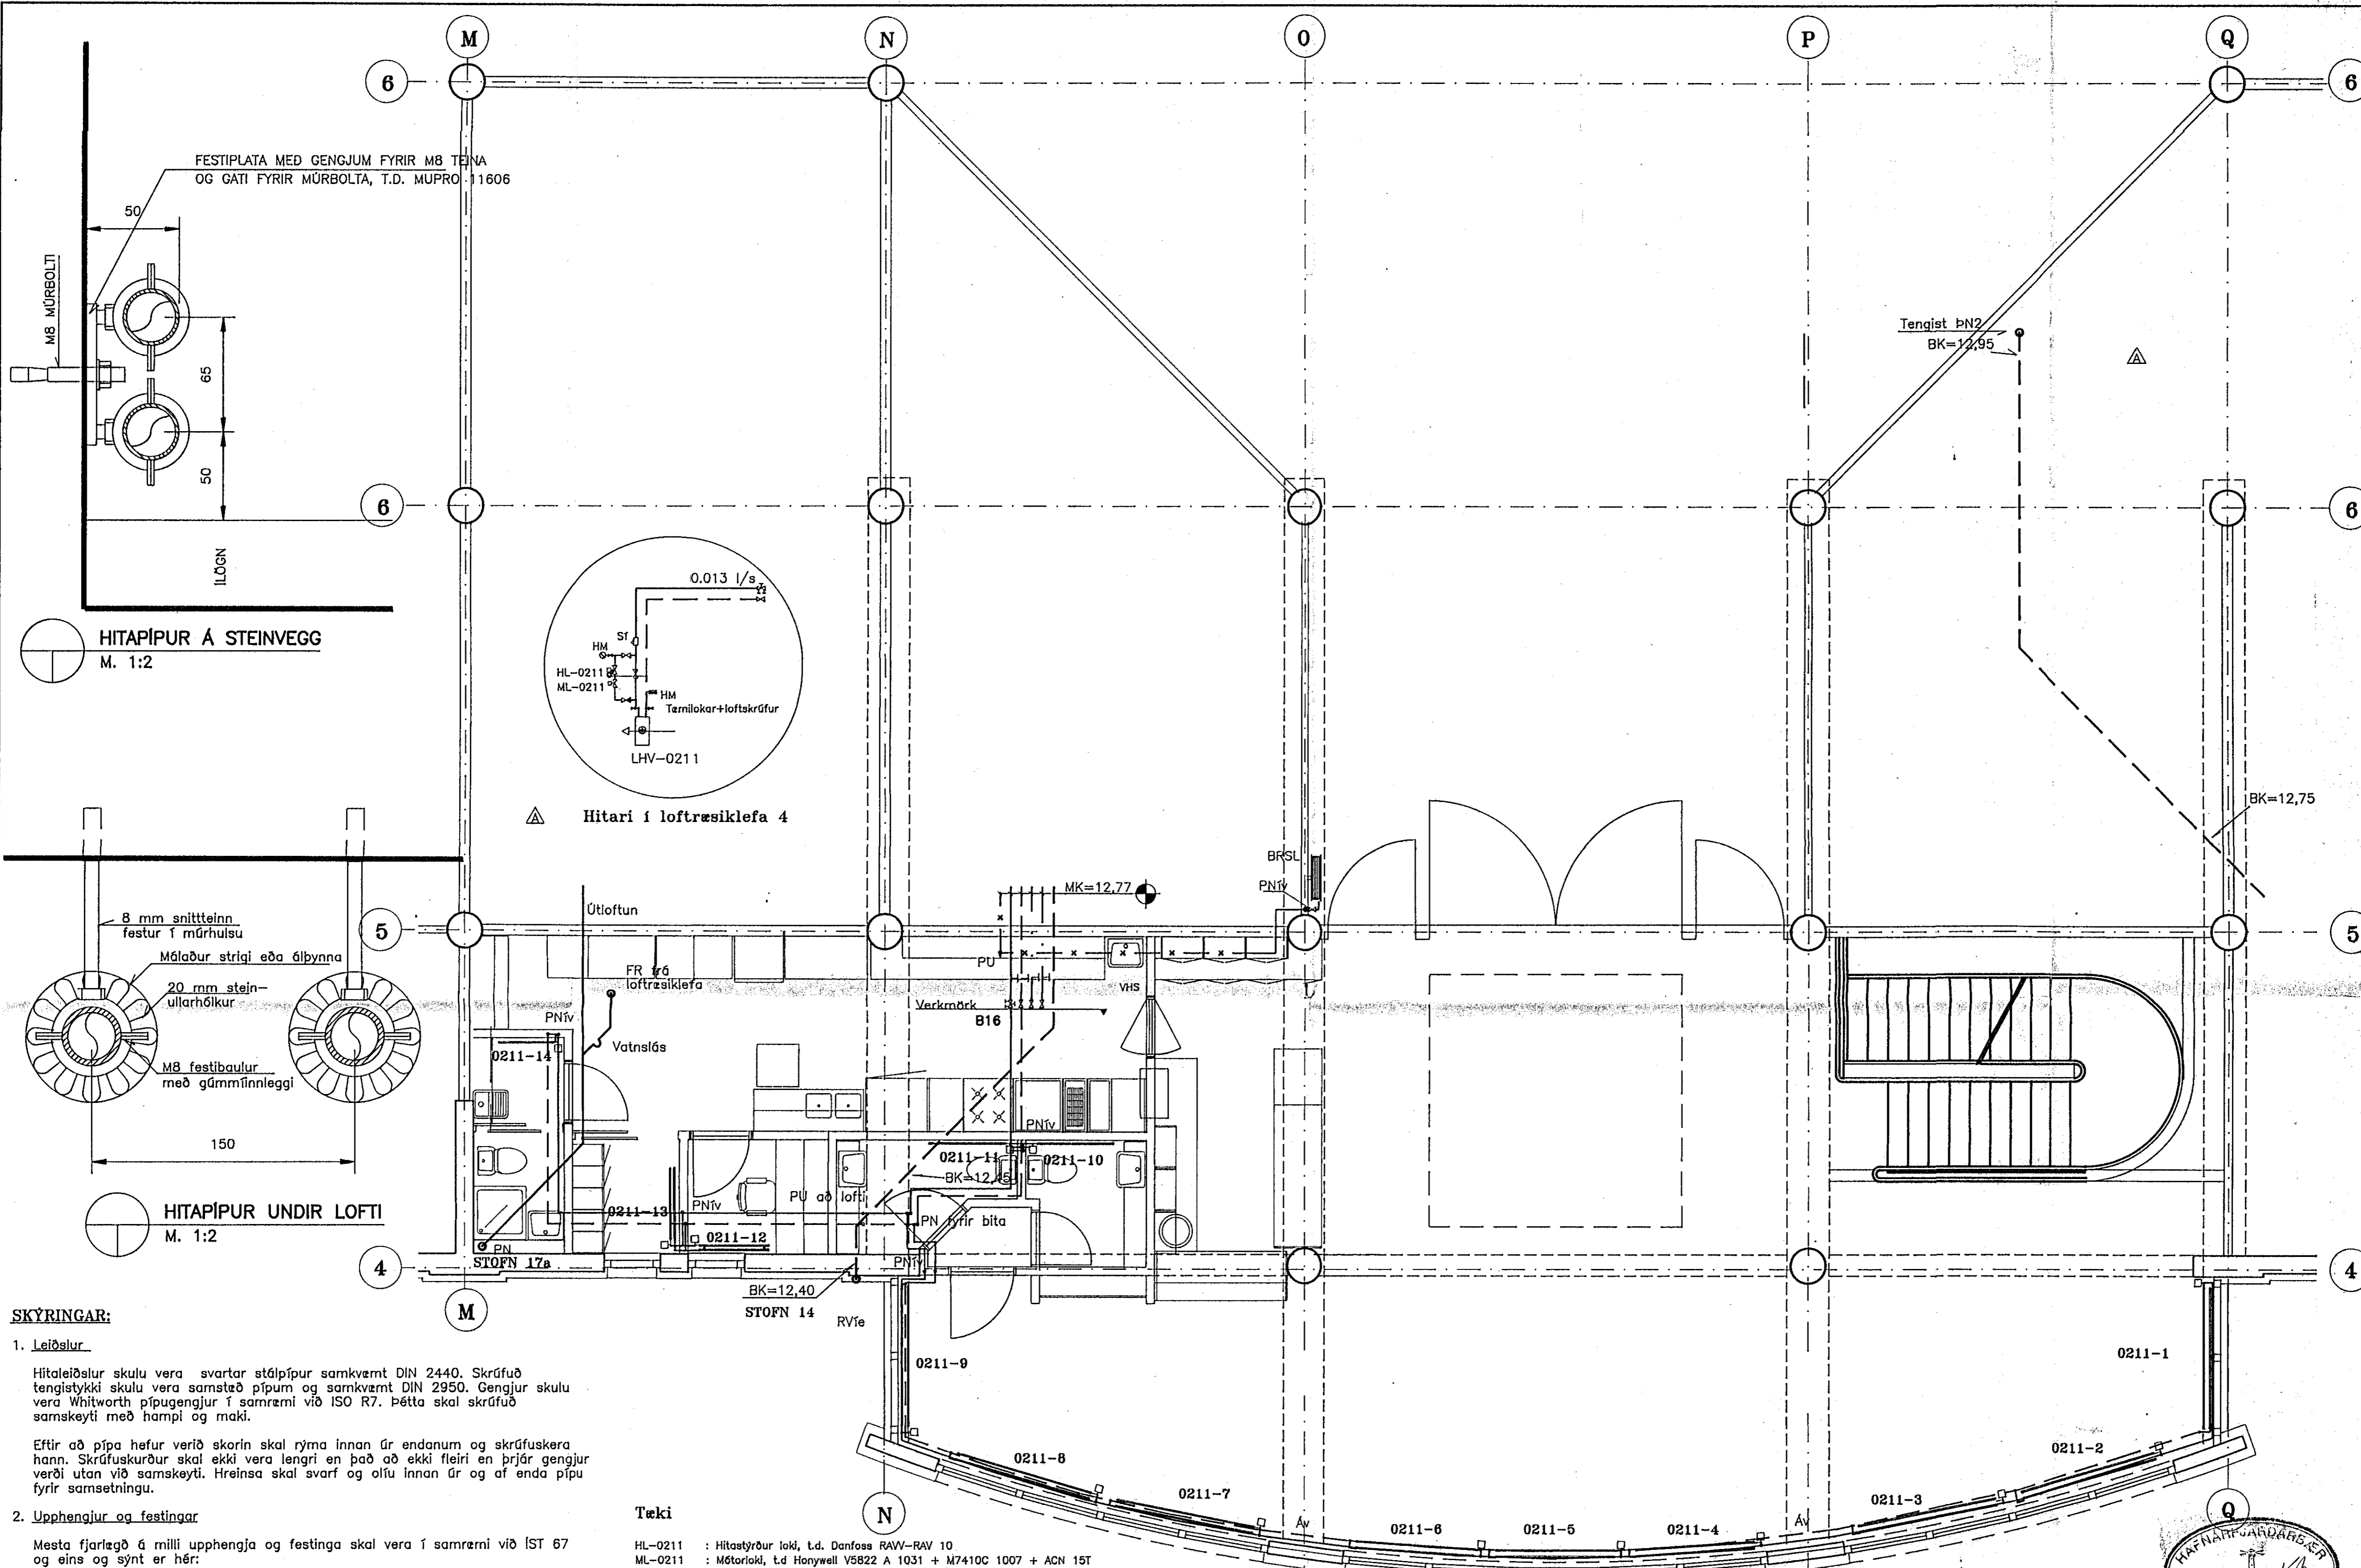 M
N
O
P
Q
6
6
FESTIPLATA MEÐ GENGJUM FYRIR M8 TEINA
OG GATI FYRIR MÚRBOLTA, T.D. MUPRO 11606
50
M8 MÚRBOLTI
65
50
ÍLÖGN
HITAPÍPUR Á STEINVEGG
M. 1:2
Tengist ÞN2
BK=12,95
A
6
6
0.013 l/s
Sí
HM
HL-0211
ML-0211
HM
Tæmilokar+loftskrúfur
LHV-0211
A
Hitari í loftræsiklefa 4
BK=12,75
8 mm snittteinn
festur í múrhulsu
Málaður strigi eða álþynna
20 mm stein-
ullarhólkur
M8 festibaulur
með gúmmíinnleggi
150
HITAPÍPUR UNDIR LOFTI
M. 1:2
5
5
Útloftun
MK=12,77
BRSL
PNív
FR frá
loftræsiklefa
PU
VHS
Verkmörk
B16
PNív
Vatnslás
0211-14
PNív
0211-11
0211-10
BK=12,45
PU að lofti
PNív
0211-13
PN fyrir bita
0211-12
PN
STOFN 17a
PNív
4
4
BK=12,40
STOFN 14
RVíe
M
0211-9
0211-1
0211-8
0211-2
0211-7
0211-3
0211-6
0211-5
0211-4
Áv
Áv
N
Q
SKÝRINGAR:
1. Leiðslur
Hitaleiðslur skulu vera svartar stálpípur samkvæmt DIN 2440. Skrúfuð
tengistykki skulu vera samstæð pípum og samkvæmt DIN 2950. Gengjur skulu
vera Whitworth pípugengjur í samræmi við ISO R7. Þétta skal skrúfuð
samskeyti með hampi og maki.
Eftir að pípa hefur verið skorin skal rýma innan úr endanum og skrúfuskera
hann. Skrúfuskurður skal ekki vera lengri en það að ekki fleiri en þrjár gengjur
verði utan við samskeyti. Hreinsa skal svarf og olíu innan úr og af enda pípu
fyrir samsetningu.
2. Upphengjur og festingar
Mesta fjarlægð á milli upphengja og festinga skal vera í samræmi við ÍST 67
og eins og sýnt er hér:
Tæki
HL-0211 : Hitastýrður loki, t.d. Danfoss RAVV-RAV 10
ML-0211 : Mótorloki, t.d Honywell V5822 A 1031 + M7410C 1007 + ACN 15T
HAFNARFJARÐARBÆR